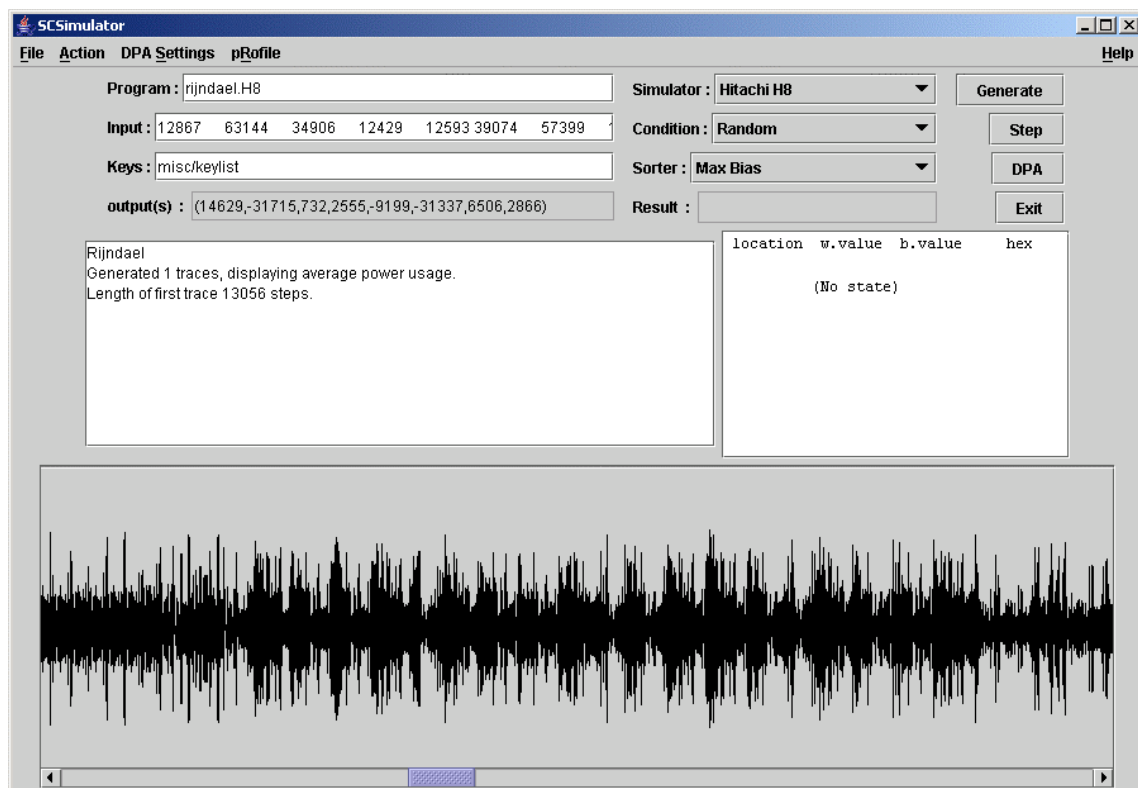 SCSimulator
File Action DPA Settings pRofile Help
Program : rijndael.H8 Simulator : Hitachi H8 Generate
Input : 12867 63144 34906 12429 12593 39074 57399 Condition : Random Step
Keys : misc/keylist Sorter : Max Bias DPA
output(s) : (14629,-31715,732,2555,-9199,-31337,6506,2866) Result : Exit
Rijndael
Generated 1 traces, displaying average power usage.
Length of first trace 13056 steps.
location w.value b.value hex
(No state)